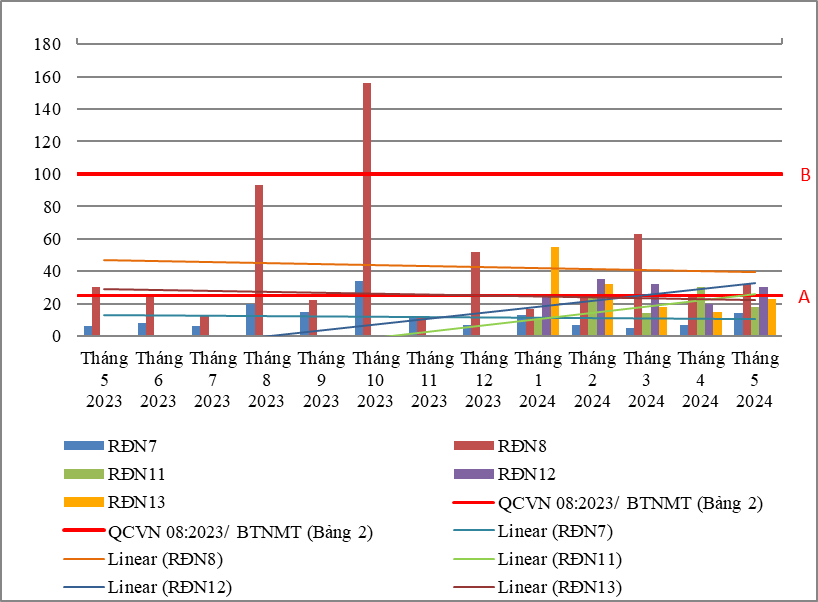 180
160
140
120
100
B
80
60
40
A
20
0
Tháng Tháng Tháng Tháng Tháng Tháng Tháng Tháng Tháng Tháng Tháng Tháng Tháng
5 6 7 8 9 10 11 12 1 2 3 4 5
2023 2023 2023 2023 2023 2023 2023 2023 2024 2024 2024 2024 2024
RĐN7
RĐN8
RĐN11
RĐN12
RĐN13
QCVN 08:2023/ BTNMT (Bảng 2)
QCVN 08:2023/ BTNMT (Bảng 2)
Linear (RĐN7)
Linear (RĐN8)
Linear (RĐN11)
Linear (RĐN12)
Linear (RĐN13)